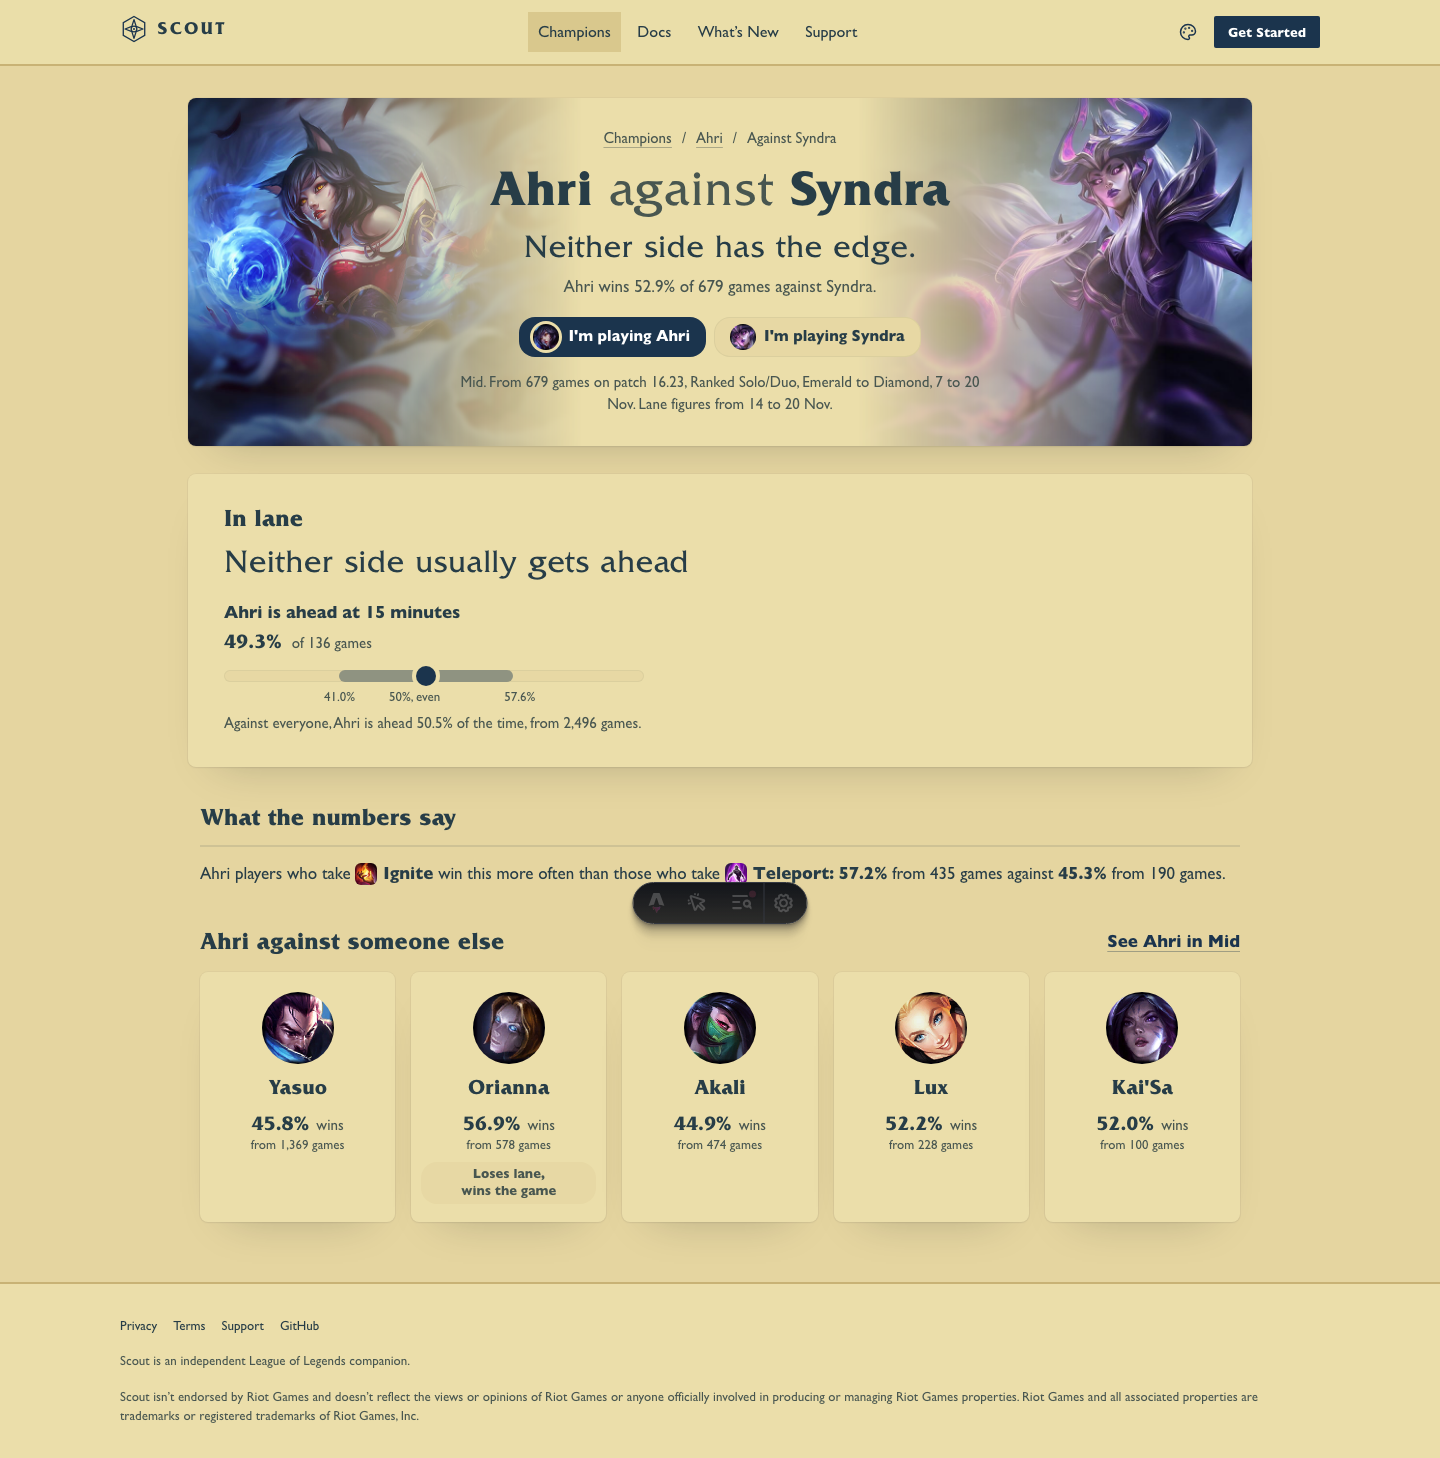 SCOUT
Champions
Docs
What's New
Support
Get Started
Champions / Ahri / Against Syndra
Ahri against Syndra
Neither side has the edge.
Ahri wins 52.9% of 679 games against Syndra.
I'm playing Ahri
I'm playing Syndra
Mid. From 679 games on patch 16.23, Ranked Solo/Duo, Emerald to Diamond, 7 to 20
Nov. Lane figures from 14 to 20 Nov.
In lane
Neither side usually gets ahead
Ahri is ahead at 15 minutes
49.3% of 136 games
41.0% 50%, even 57.6%
Against everyone, Ahri is ahead 50.5% of the time, from 2,496 games.
What the numbers say
Ahri players who take Ignite win this more often than those who take Teleport: 57.2% from 435 games against 45.3% from 190 games.
Ahri against someone else
See Ahri in Mid
Yasuo
45.8% wins
from 1,369 games
Orianna
56.9% wins
from 578 games
Loses lane,
wins the game
Akali
44.9% wins
from 474 games
Lux
52.2% wins
from 228 games
Kai'Sa
52.0% wins
from 100 games
Privacy
Terms
Support
GitHub
Scout is an independent League of Legends companion.
Scout isn't endorsed by Riot Games and doesn't reflect the views or opinions of Riot Games or anyone officially involved in producing or managing Riot Games properties. Riot Games and all associated properties are
trademarks or registered trademarks of Riot Games, Inc.